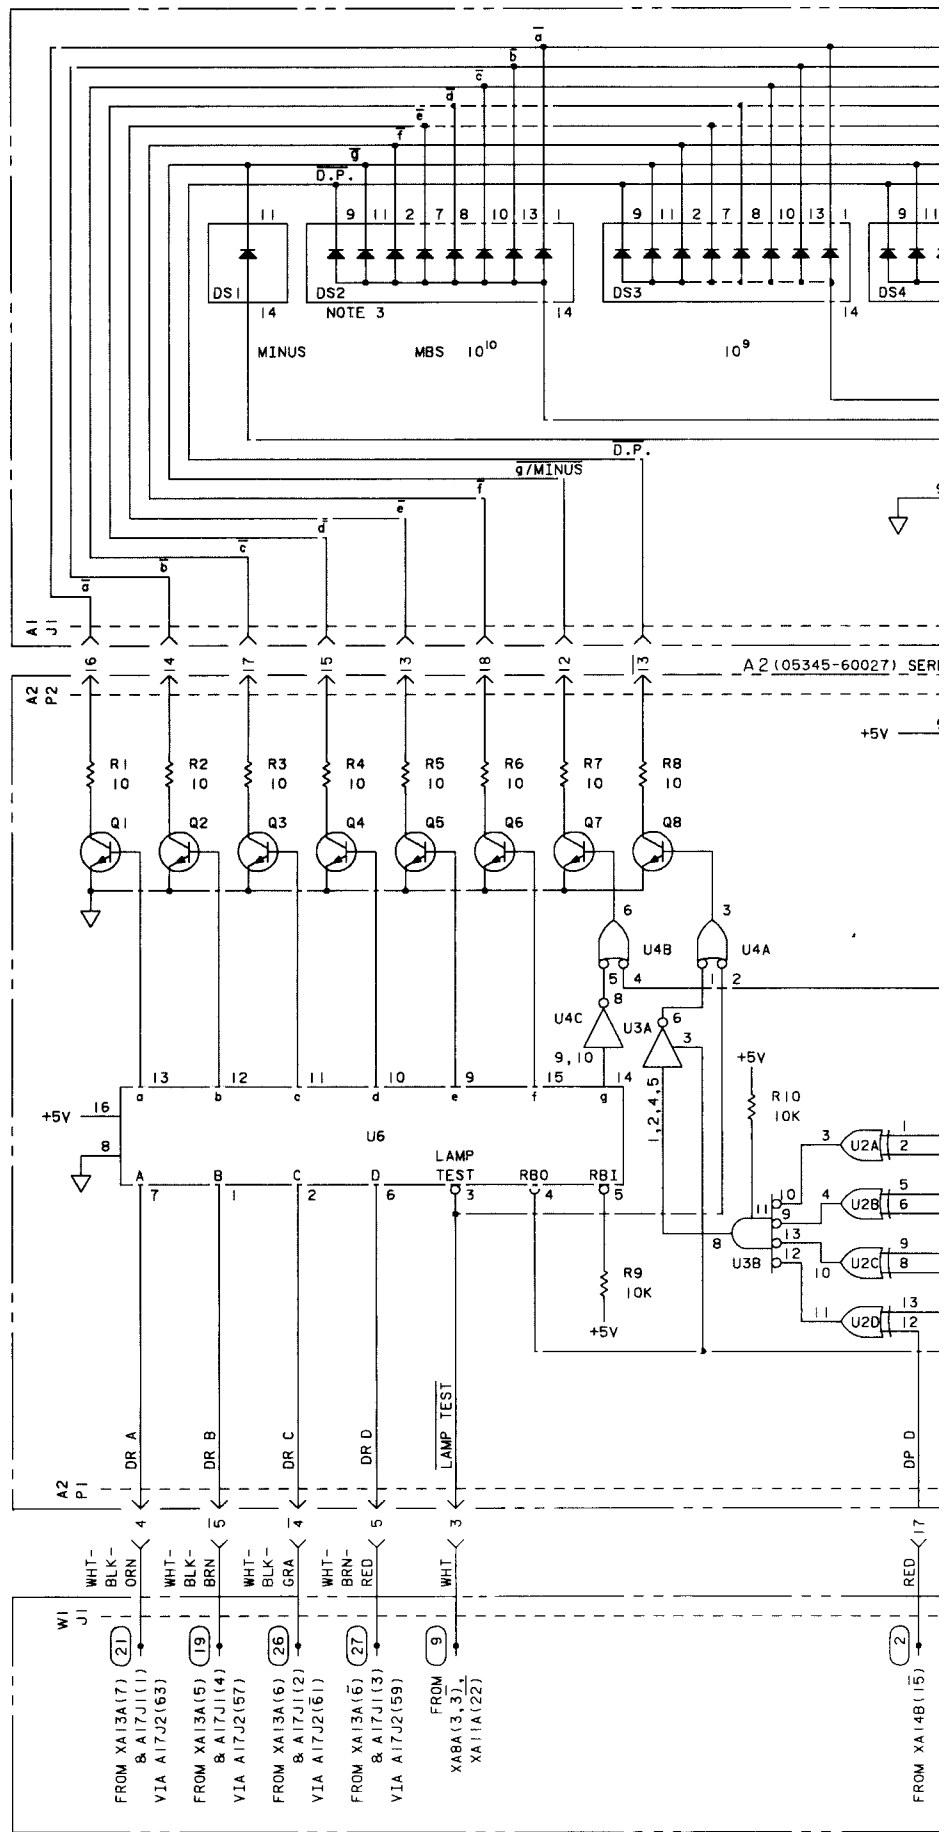 a̅
b̅
c̅
d̅
e̅
f̅
g̅
D.P.
11
9 11 2 7 8 10 13 1
9 11 2 7 8 10 13 1
9 11
DS1
DS2
DS3
DS4
14
NOTE 3
14
14
MINUS
MBS 10¹⁰
10⁹
D.P.
g/MINUS
f̅
e̅
d̅
c̅
b̅
a̅
A1
J1
16 14 17 15 1̅3̅ 18 12 13
A2 (05345-60027) SERI
A2
P2
+5V
R1
10
R2
10
R3
10
R4
10
R5
10
R6
10
R7
10
R8
10
Q1
Q2
Q3
Q4
Q5
Q6
Q7
Q8
6
3
U4B
U4A
5 4
1 2
8
U4C
U3A
6
3
9,10
1,2,4,5
+5V
R10
10K
13 12 11 10 9 15 14
a b c d e f g
+5V
16
8
U6
LAMP
TEST
A B C D RBO RBI
7 1 2 6 3 4 5
R9
10K
+5V
11
10
9
13
12
8
U3B
3
U2A
1
2
4
U2B
5
6
10
U2C
9
8
11
U2D
13
12
DR A
DR B
DR C
DR D
LAMP TEST
DP D
A2
P1
4
5̅
4̅
5
3
17
WHT-
BLK-
ORN
WHT-
BLK-
BRN
WHT-
BLK-
GRA
WHT-
BRN-
RED
WHT
RED
W1
J1
21
19
26
27
9
2
FROM XA13A(7)
& A17J1(1)
VIA A17J2(63)
FROM XA13A(5)
& A17J1(4)
VIA A17J2(57)
FROM XA13A(6)
& A17J1(2)
VIA A17J2(61)
FROM XA13A(6̅)
& A17J1(3)
VIA A17J2(59)
FROM
XA8A(3,3̅),
XA11A(22)
FROM XA14B(1̅5̅)